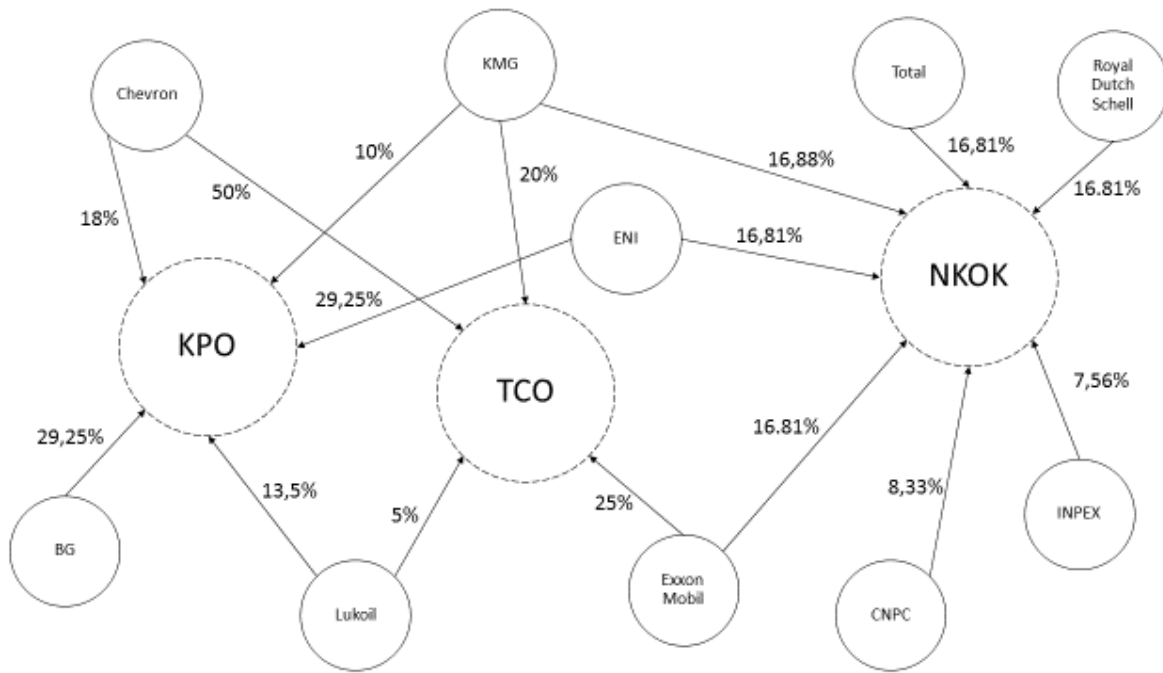 KMG
Total
Royal
Dutch
Schell
Chevron
10%
16,88%
16,81%
50%
20%
16.81%
18%
ENI
16,81%
NKOK
29,25%
KPO
TCO
7,56%
29,25%
16.81%
13,5%
8,33%
5%
25%
INPEX
BG
Exxon
Mobil
Lukoil
CNPC